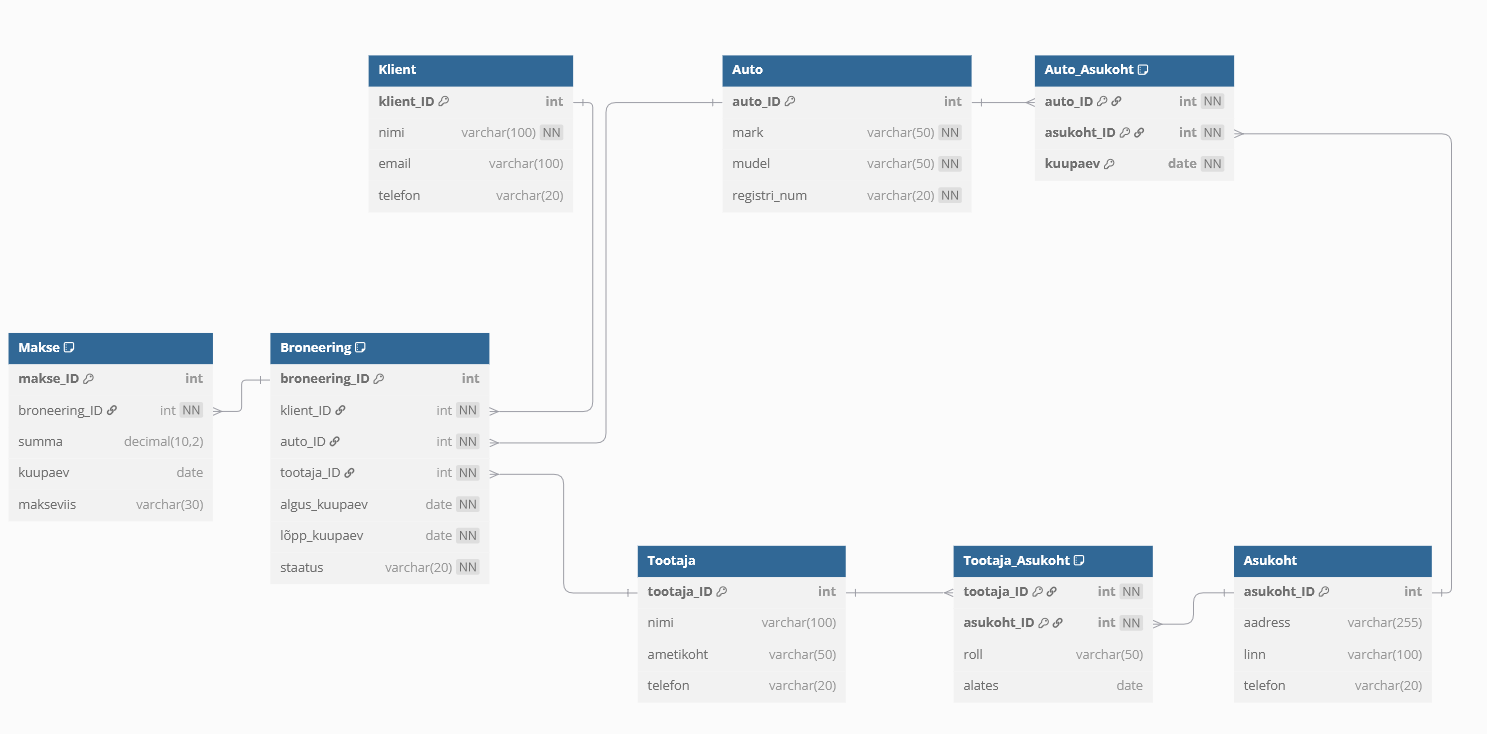 Klient
klient_ID int
nimi varchar(100) NN
email varchar(100)
telefon varchar(20)
Auto
auto_ID int
mark varchar(50) NN
mudel varchar(50) NN
registri_num varchar(20) NN
Auto_Asukoht
auto_ID int NN
asukoht_ID int NN
kuupaev date NN
Makse
makse_ID int
broneering_ID int NN
summa decimal(10,2)
kuupaev date
makseviis varchar(30)
Broneering
broneering_ID int
klient_ID int NN
auto_ID int NN
tootaja_ID int NN
algus_kuupaev date NN
lõpp_kuupaev date NN
staatus varchar(20) NN
Tootaja
tootaja_ID int
nimi varchar(100)
ametikoht varchar(50)
telefon varchar(20)
Tootaja_Asukoht
tootaja_ID int NN
asukoht_ID int NN
roll varchar(50)
alates date
Asukoht
asukoht_ID int
aadress varchar(255)
linn varchar(100)
telefon varchar(20)